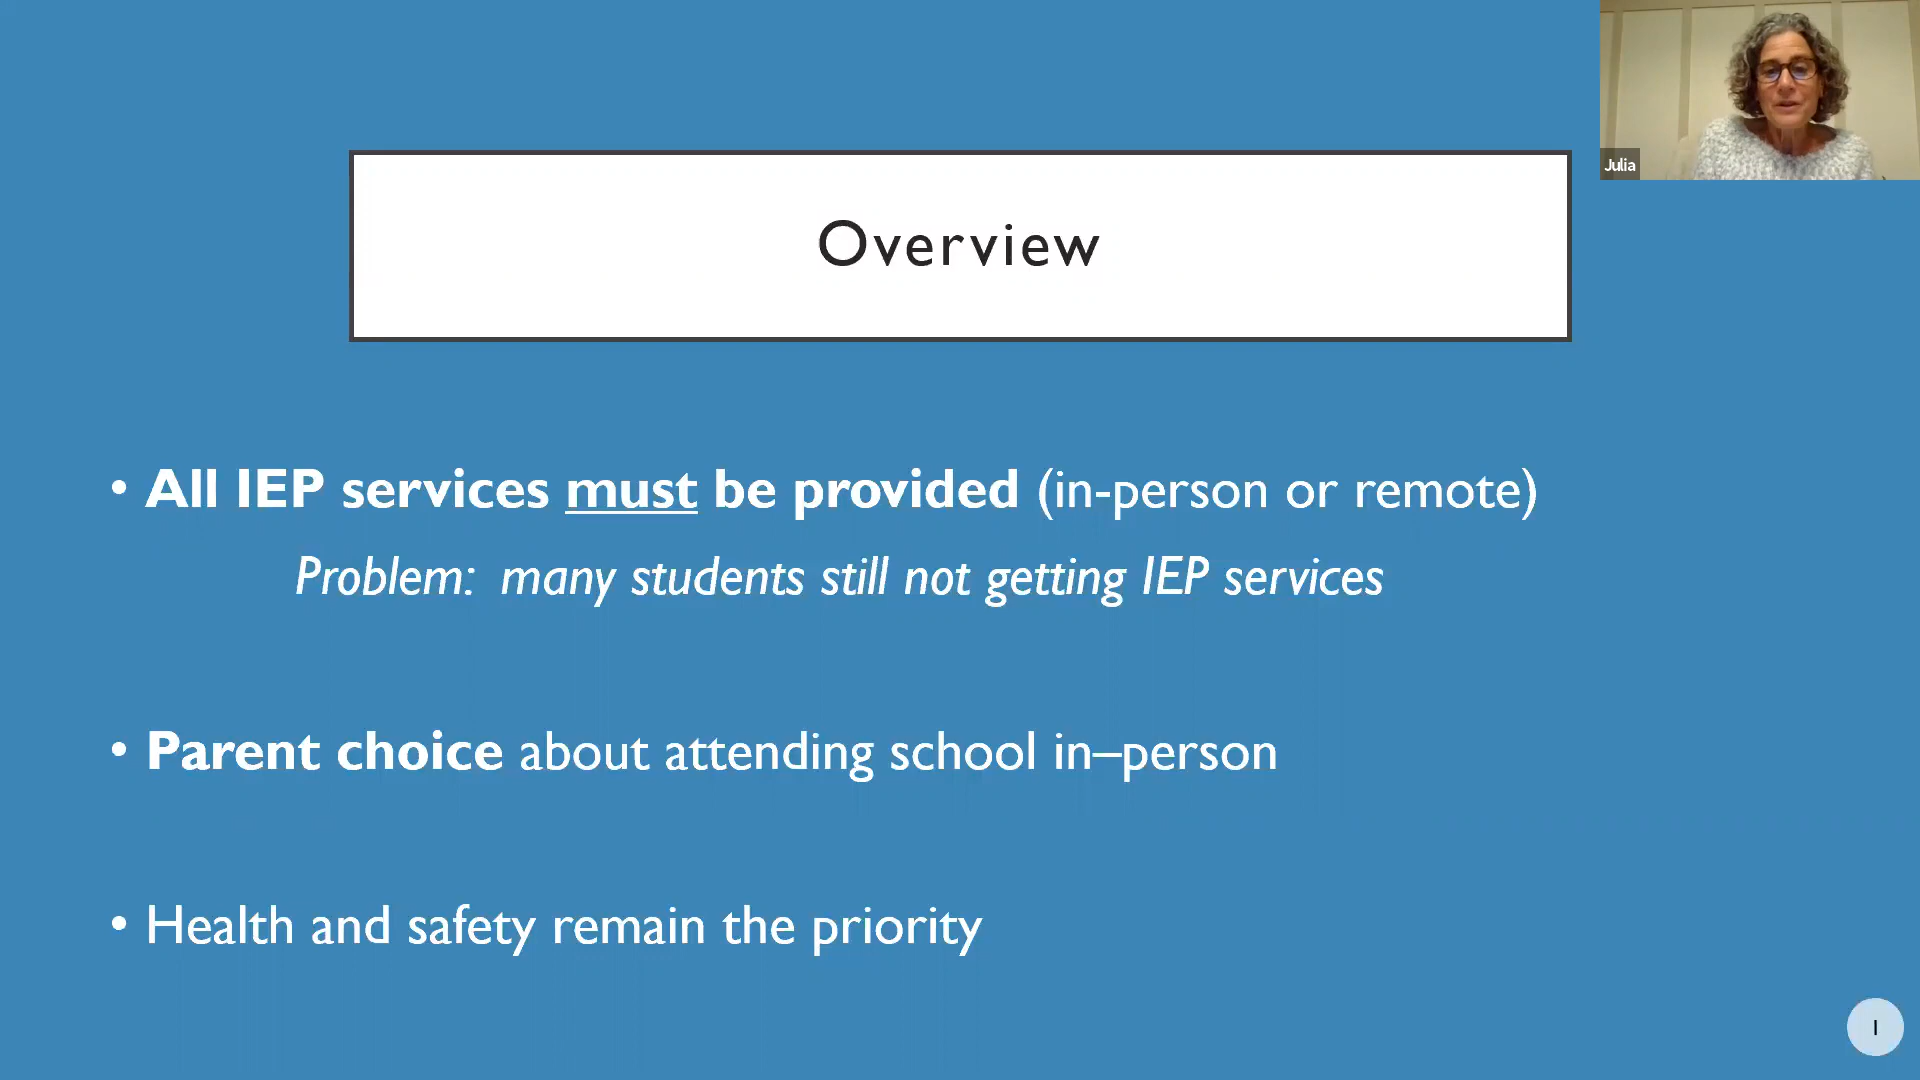 Julia
Overview
• All IEP services must be provided (in-person or remote)
Problem: many students still not getting IEP services
• Parent choice about attending school in–person
• Health and safety remain the priority
1